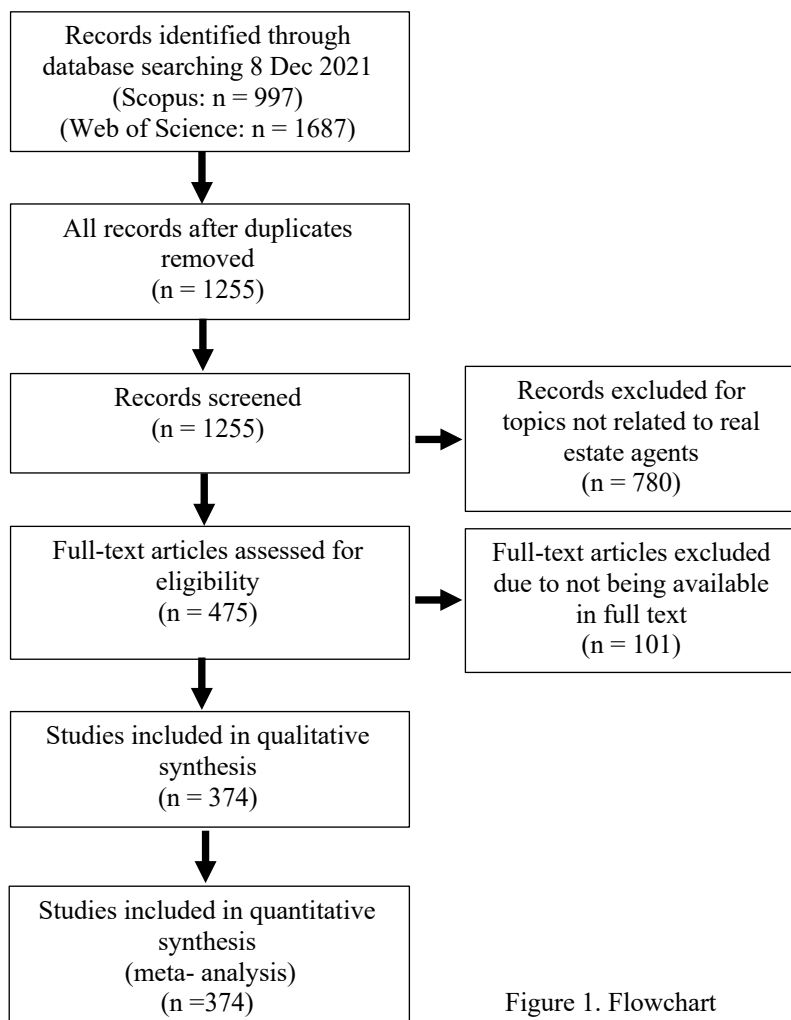 Records identified through
database searching 8 Dec 2021
(Scopus: n = 997)
(Web of Science: n = 1687)
All records after duplicates
removed
(n = 1255)
Records screened
(n = 1255)
Records excluded for
topics not related to real
estate agents
(n = 780)
Full-text articles assessed for
eligibility
(n = 475)
Full-text articles excluded
due to not being available
in full text
(n = 101)
Studies included in qualitative
synthesis
(n = 374)
Studies included in quantitative
synthesis
(meta- analysis)
(n =374)
Figure 1. Flowchart